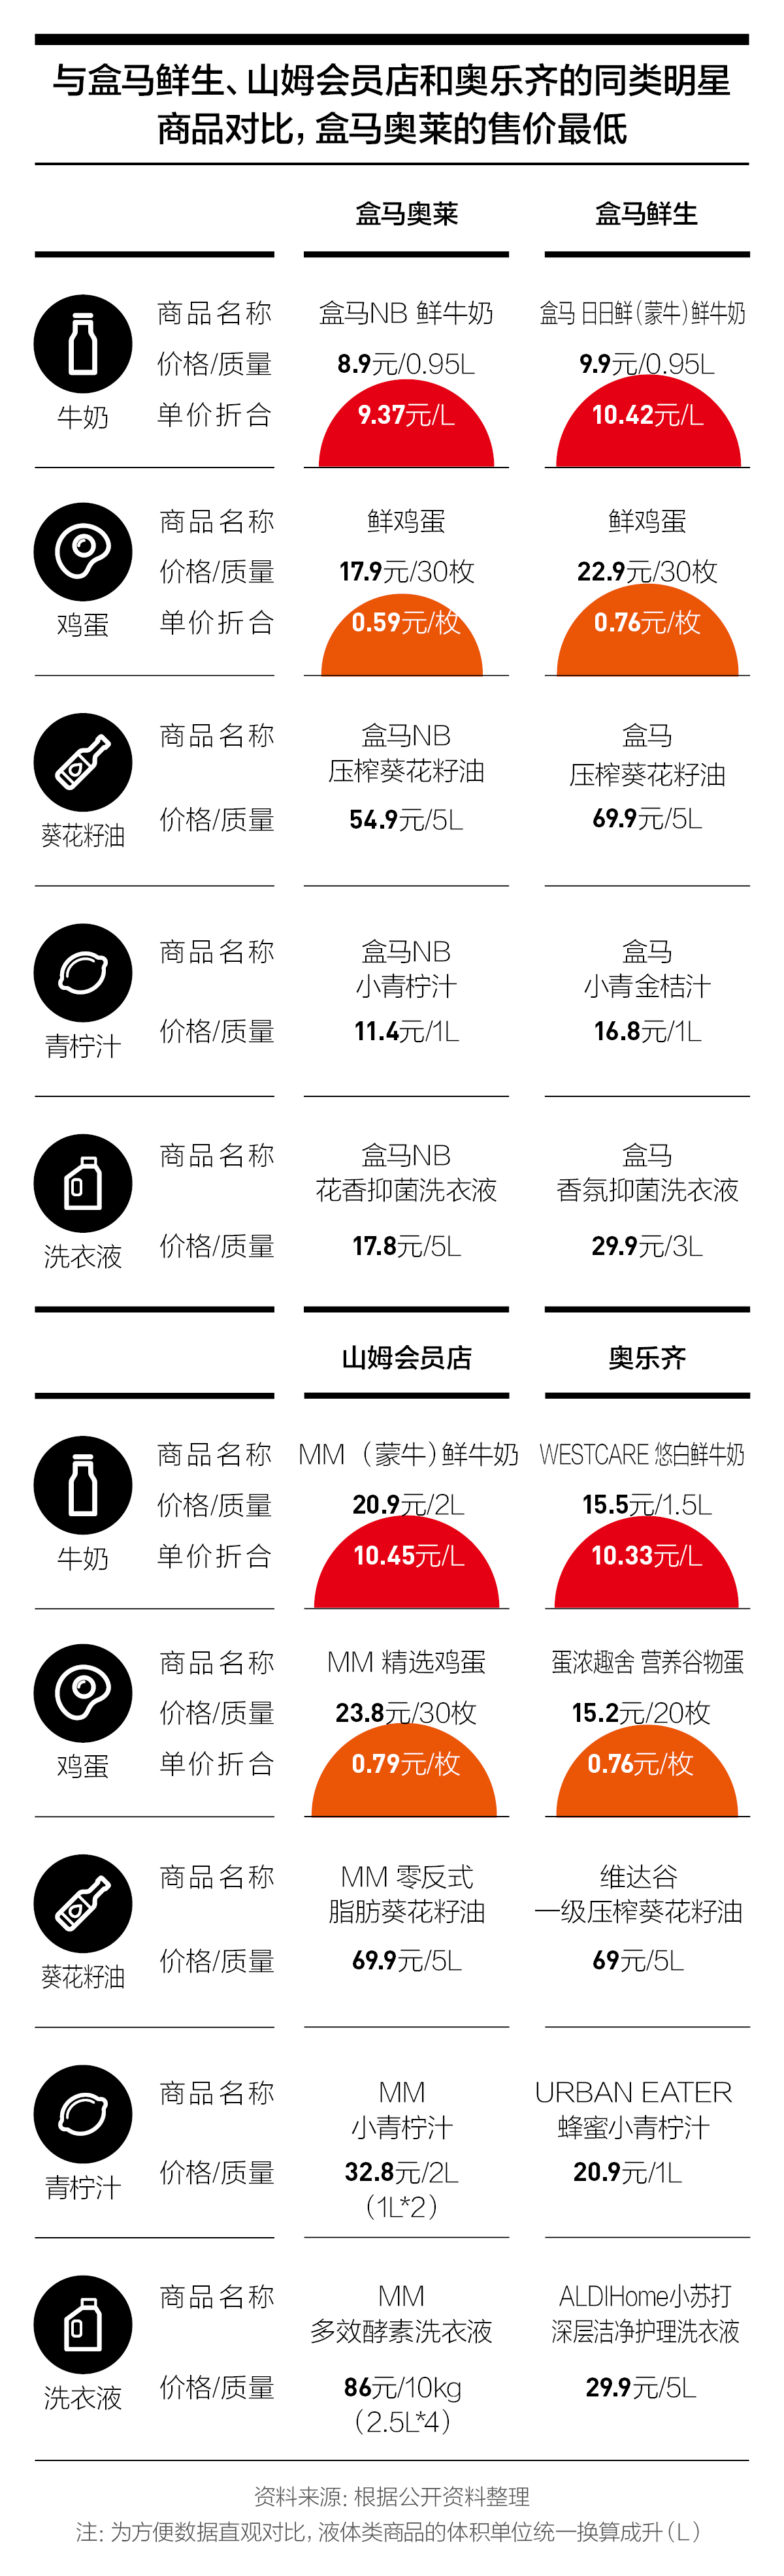 与盒马鲜生、山姆会员店和奥乐齐的同类明星
商品对比，盒马奥莱的售价最低
盒马奥莱 盒马鲜生
商品名称 盒马NB 鲜牛奶 盒马 日日鲜（蒙牛）鲜牛奶
价格/质量 8.9元/0.95L 9.9元/0.95L
牛奶 单价折合 9.37元/L 10.42元/L
商品名称 鲜鸡蛋 鲜鸡蛋
价格/质量 17.9元/30枚 22.9元/30枚
鸡蛋 单价折合 0.59元/枚 0.76元/枚
商品名称 盒马NB 盒马
压榨葵花籽油 压榨葵花籽油
葵花籽油 价格/质量 54.9元/5L 69.9元/5L
商品名称 盒马NB 盒马
小青柠汁 小青金桔汁
青柠汁 价格/质量 11.4元/1L 16.8元/1L
商品名称 盒马NB 盒马
花香抑菌洗衣液 香氛抑菌洗衣液
洗衣液 价格/质量 17.8元/5L 29.9元/3L
山姆会员店 奥乐齐
商品名称 MM（蒙牛）鲜牛奶 WESTCARE 悠白鲜牛奶
价格/质量 20.9元/2L 15.5元/1.5L
牛奶 单价折合 10.45元/L 10.33元/L
商品名称 MM 精选鸡蛋 蛋浓趣舍 营养谷物蛋
价格/质量 23.8元/30枚 15.2元/20枚
鸡蛋 单价折合 0.79元/枚 0.76元/枚
商品名称 MM 零反式 维达谷
脂肪葵花籽油 一级压榨葵花籽油
葵花籽油 价格/质量 69.9元/5L 69元/5L
商品名称 MM URBAN EATER
小青柠汁 蜂蜜小青柠汁
青柠汁 价格/质量 32.8元/2L 20.9元/1L
（1L*2）
商品名称 MM ALDIHome小苏打
多效酵素洗衣液 深层洁净护理洗衣液
洗衣液 价格/质量 86元/10kg 29.9元/5L
（2.5L*4）
资料来源：根据公开资料整理
注：为方便数据直观对比，液体类商品的体积单位统一换算成升（L）